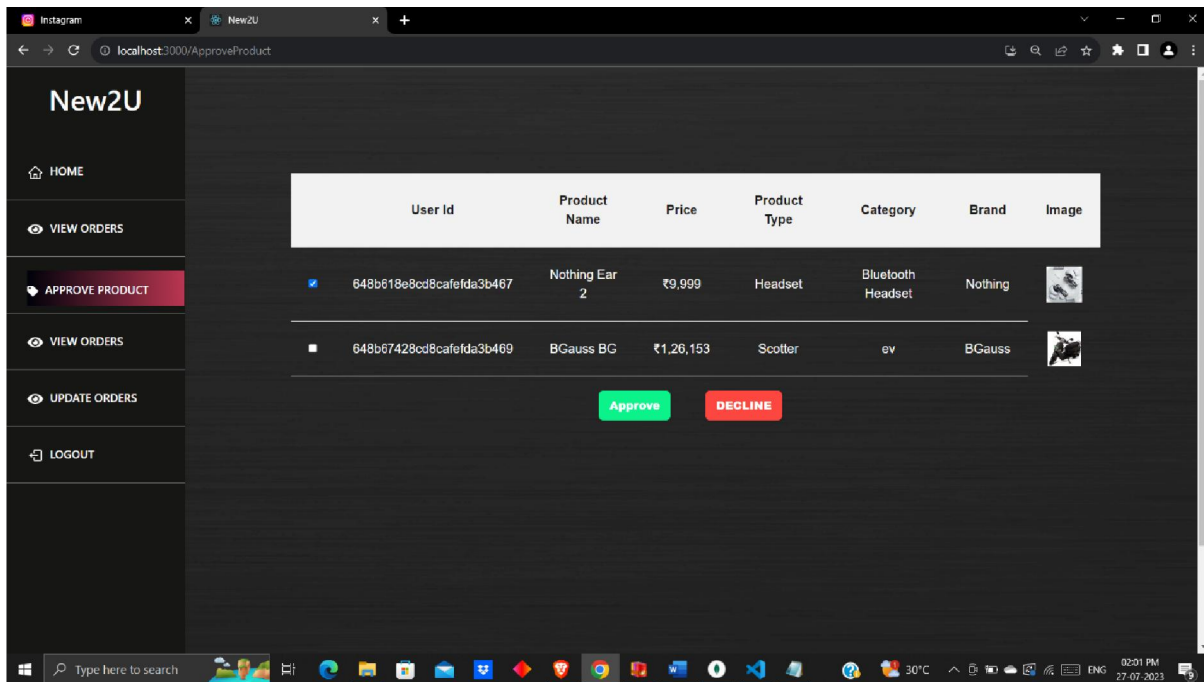 Instagram
New2U
localhost:3000/ApproveProduct
New2U
HOME
VIEW ORDERS
APPROVE PRODUCT
VIEW ORDERS
UPDATE ORDERS
LOGOUT
User Id Product Name Price Product Type Category Brand Image
648b618e8cd8cafefda3b467 Nothing Ear 2 ₹9,999 Headset Bluetooth Headset Nothing
648b67428cd8cafefda3b469 BGauss BG ₹1,26,153 Scotter ev BGauss
Approve DECLINE
Type here to search
30°C ENG 02:01 PM
27-07-2023